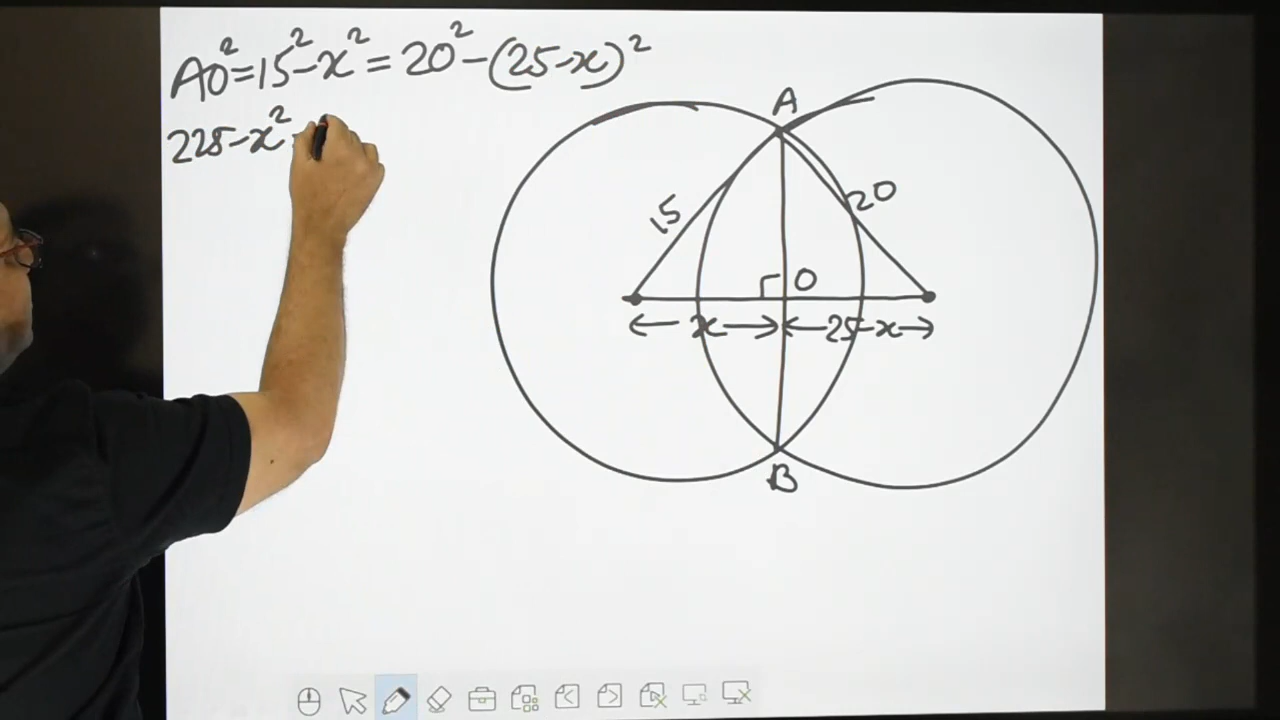 AO²=15²-x²=20²-(25-x)²
225-x²
A
15
20
O
x
25-x
B